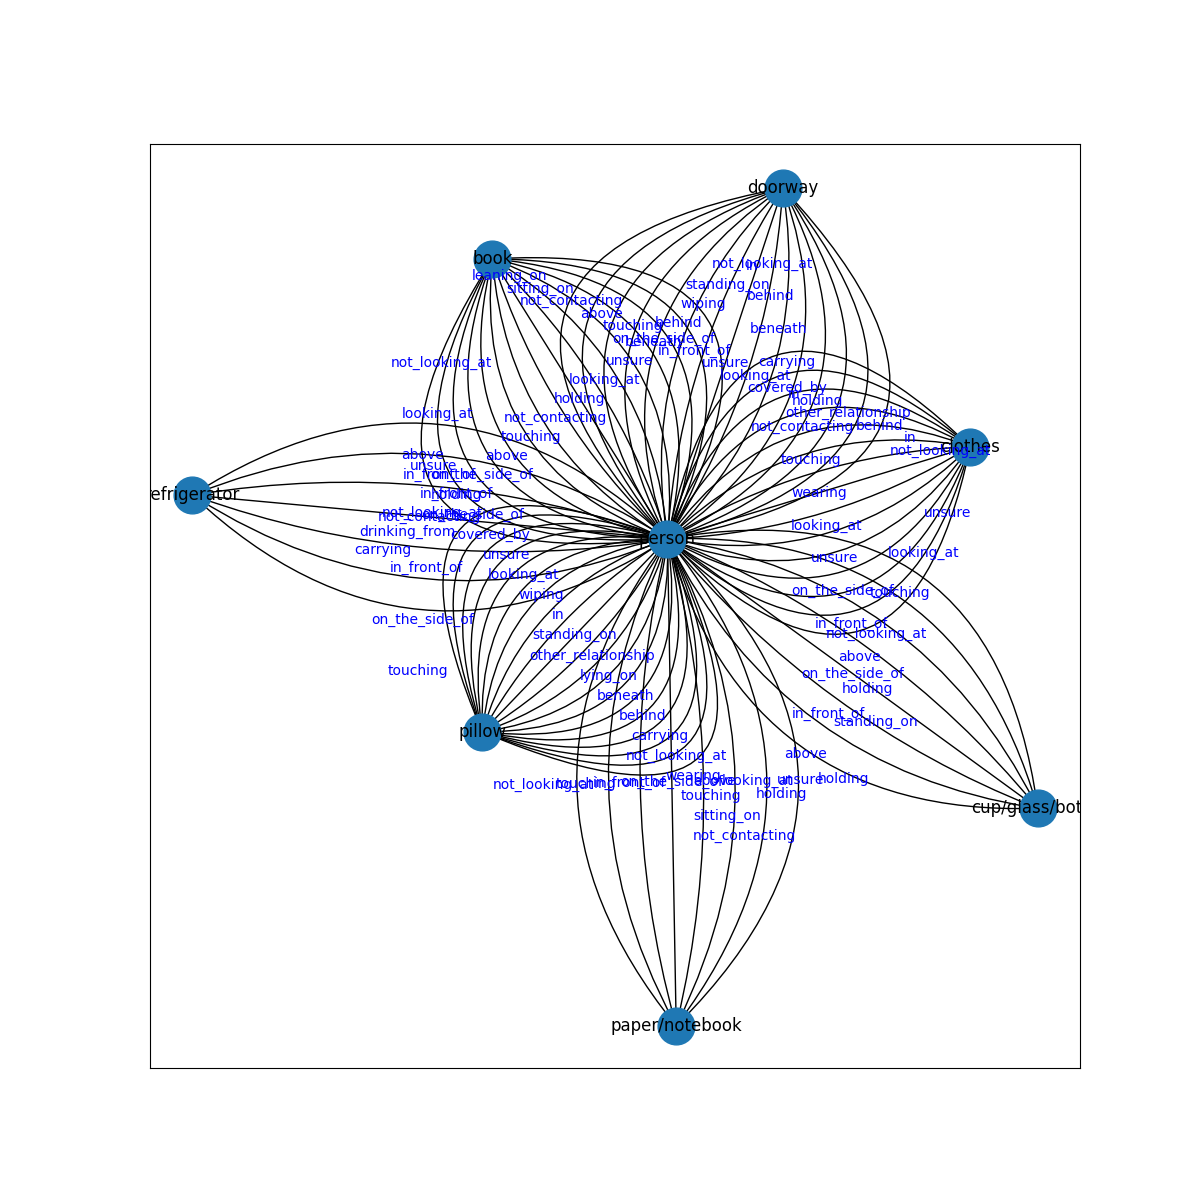 doorway
book
not_looking_at
in
leaning_on
standing_on
sitting_on
behind
not_contacting
wiping
above
behind
touching
beneath
on_the_side_of
beneath
in_front_of
not_looking_at
unsure
unsure
carrying
looking_at
looking_at
covered_by
holding
holding
looking_at
other_relationship
not_contacting
not_contacting
behind
touching
in
clothes
not_looking_at
above
above
touching
unsure
in_front_of
on_the_side_of
refrigerator
in_front_of
holding
wearing
not_looking_at
on_the_side_of
not_contacting
unsure
looking_at
drinking_from
covered_by
person
carrying
unsure
unsure
looking_at
in_front_of
looking_at
wiping
on_the_side_of
touching
in
on_the_side_of
in_front_of
standing_on
not_looking_at
other_relationship
above
touching
lying_on
on_the_side_of
holding
beneath
behind
in_front_of
standing_on
pillow
carrying
not_looking_at
above
wearing
not_looking_at
touching
in_front_of
on_the_side_of
above
looking_at
unsure
holding
touching
holding
cup/glass/bot
sitting_on
not_contacting
paper/notebook